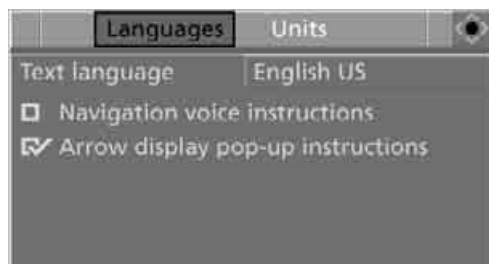 Languages Units
Text language English US
Navigation voice instructions
Arrow display pop-up instructions